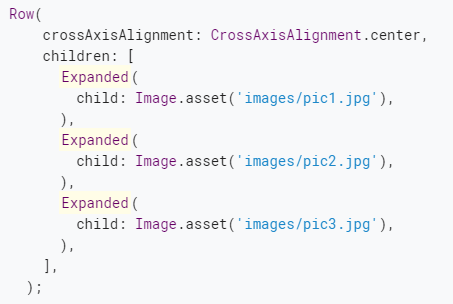 Row(
    crossAxisAlignment: CrossAxisAlignment.center,
    children: [
      Expanded(
        child: Image.asset('images/pic1.jpg'),
      ),
      Expanded(
        child: Image.asset('images/pic2.jpg'),
      ),
      Expanded(
        child: Image.asset('images/pic3.jpg'),
      ),
    ],
  );